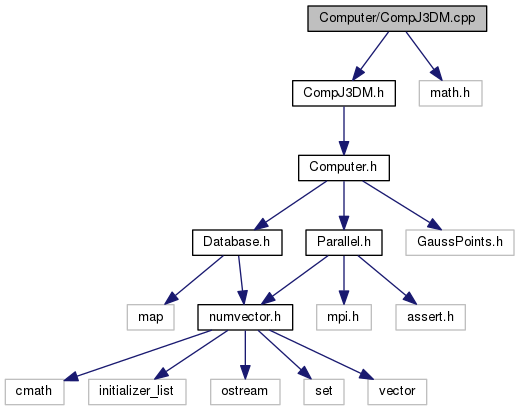 Computer/CompJ3DM.cpp
CompJ3DM.h
math.h
Computer.h
Database.h
Parallel.h
GaussPoints.h
map
numvector.h
mpi.h
assert.h
cmath
initializer_list
ostream
set
vector